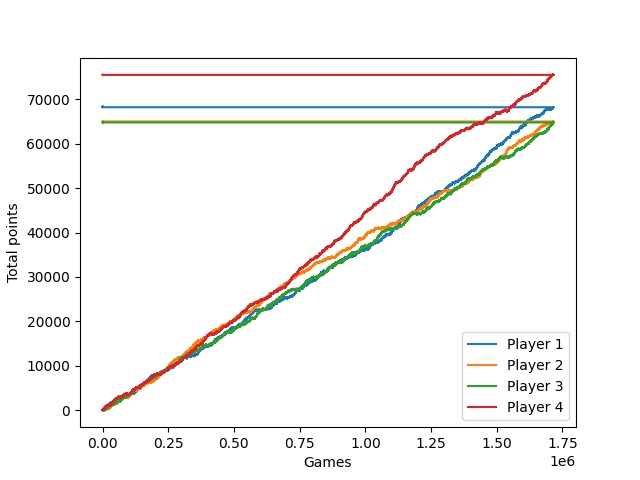 Total points
70000
60000
50000
40000
30000
20000
10000
0
0.00 0.25 0.50 0.75 1.00 1.25 1.50 1.75
1e6
Games
Player 1
Player 2
Player 3
Player 4